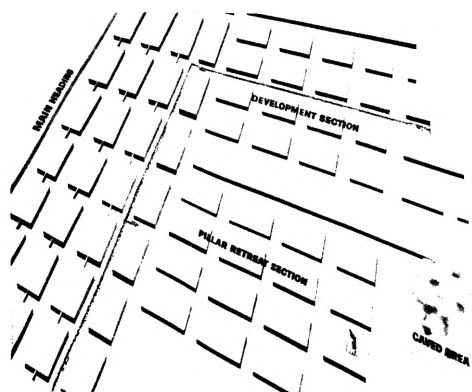 MAIN HEADING
DEVELOPMENT SECTION
PILLAR RETREAT SECTION
CAVED AREA